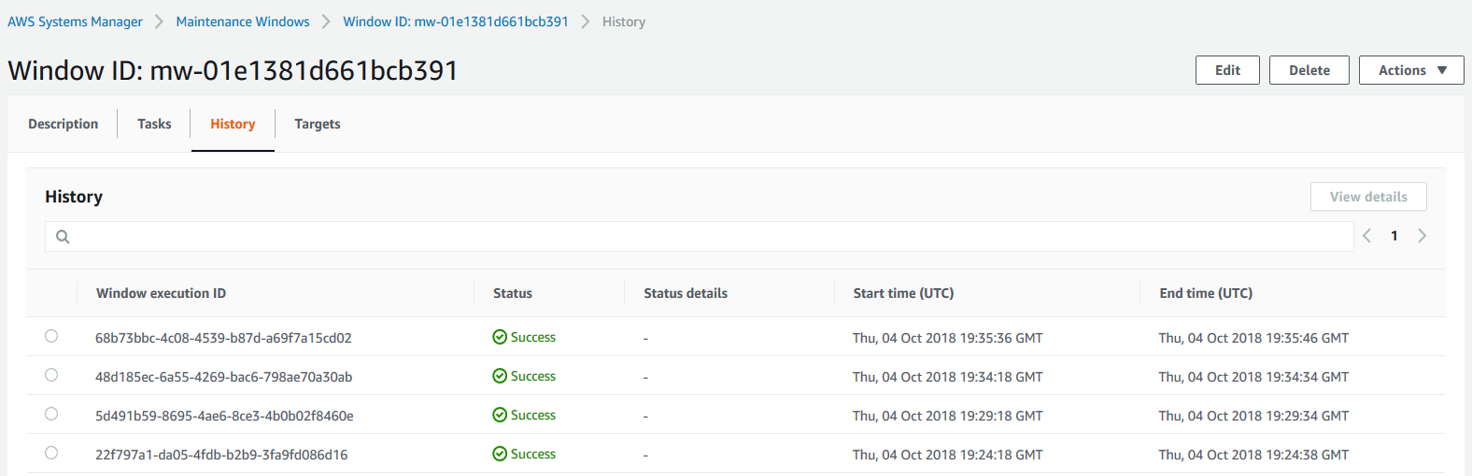 AWS Systems Manager > Maintenance Windows > Window ID: mw-01e1381d661bcb391 > History
Window ID: mw-01e1381d661bcb391 Edit Delete Actions ▼
Description Tasks History Targets
History View details
< 1 >
Window execution ID Status Status details Start time (UTC) End time (UTC)
68b73bbc-4c08-4539-b87d-a69f7a15cd02 Success - Thu, 04 Oct 2018 19:35:36 GMT Thu, 04 Oct 2018 19:35:46 GMT
48d185ec-6a55-4269-bac6-798ae70a30ab Success - Thu, 04 Oct 2018 19:34:18 GMT Thu, 04 Oct 2018 19:34:34 GMT
5d491b59-8695-4ae6-8ce3-4b0b02f8460e Success - Thu, 04 Oct 2018 19:29:18 GMT Thu, 04 Oct 2018 19:29:34 GMT
22f797a1-da05-4fdb-b2b9-3fa9fd086d16 Success - Thu, 04 Oct 2018 19:24:18 GMT Thu, 04 Oct 2018 19:24:38 GMT